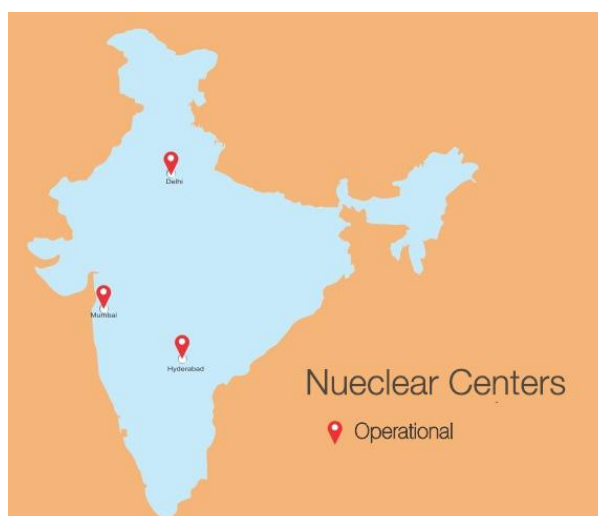 Delhi
Mumbai
Hyderabad
Nueclear Centers
Operational